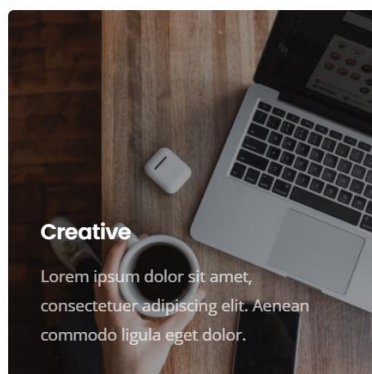 Creative
Lorem ipsum dolor sit amet,
consectetuer adipiscing elit. Aenean
commodo ligula eget dolor.